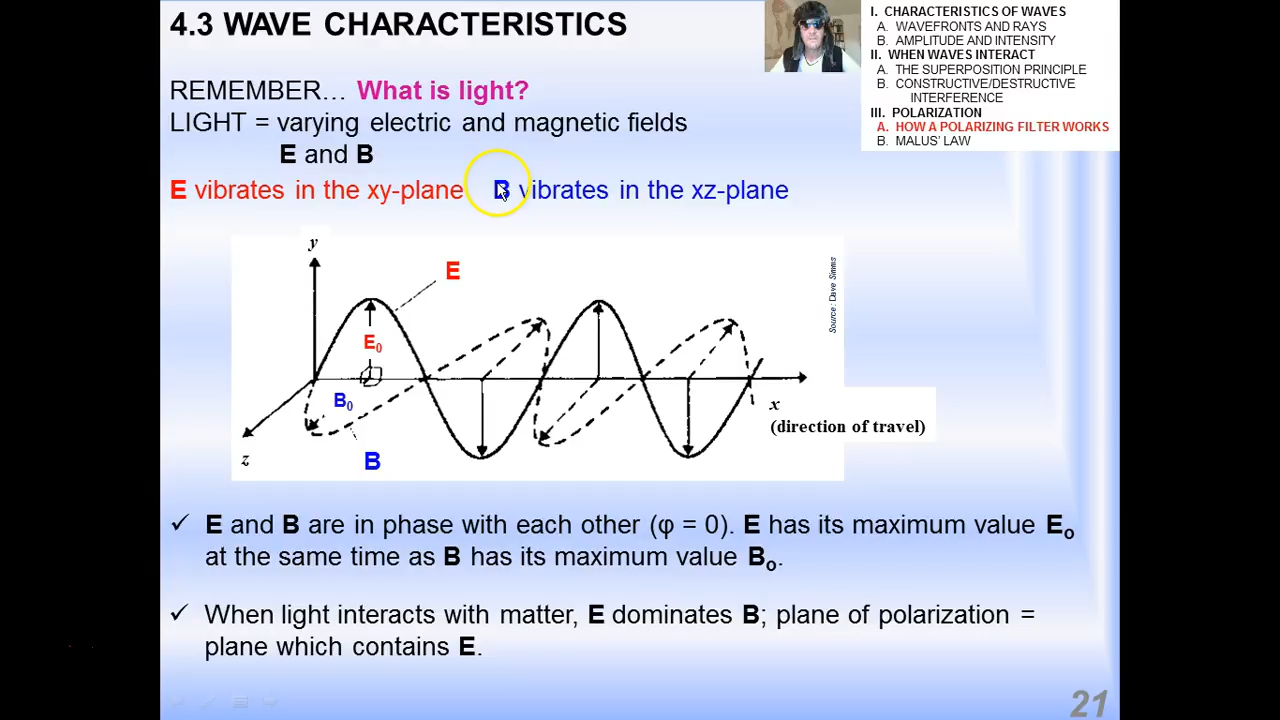 4.3 WAVE CHARACTERISTICS
I. CHARACTERISTICS OF WAVES
A. WAVEFRONTS AND RAYS
B. AMPLITUDE AND INTENSITY
II. WHEN WAVES INTERACT
A. THE SUPERPOSITION PRINCIPLE
B. CONSTRUCTIVE/DESTRUCTIVE
INTERFERENCE
III. POLARIZATION
A. HOW A POLARIZING FILTER WORKS
B. MALUS' LAW
REMEMBER… What is light?
LIGHT = varying electric and magnetic fields
E and B
E vibrates in the xy-plane B vibrates in the xz-plane
y
E
E₀
B₀
B
z
x
(direction of travel)
Source: Dave Simms
✓ E and B are in phase with each other (φ = 0). E has its maximum value Eₒ
at the same time as B has its maximum value Bₒ.
✓ When light interacts with matter, E dominates B; plane of polarization =
plane which contains E.
21